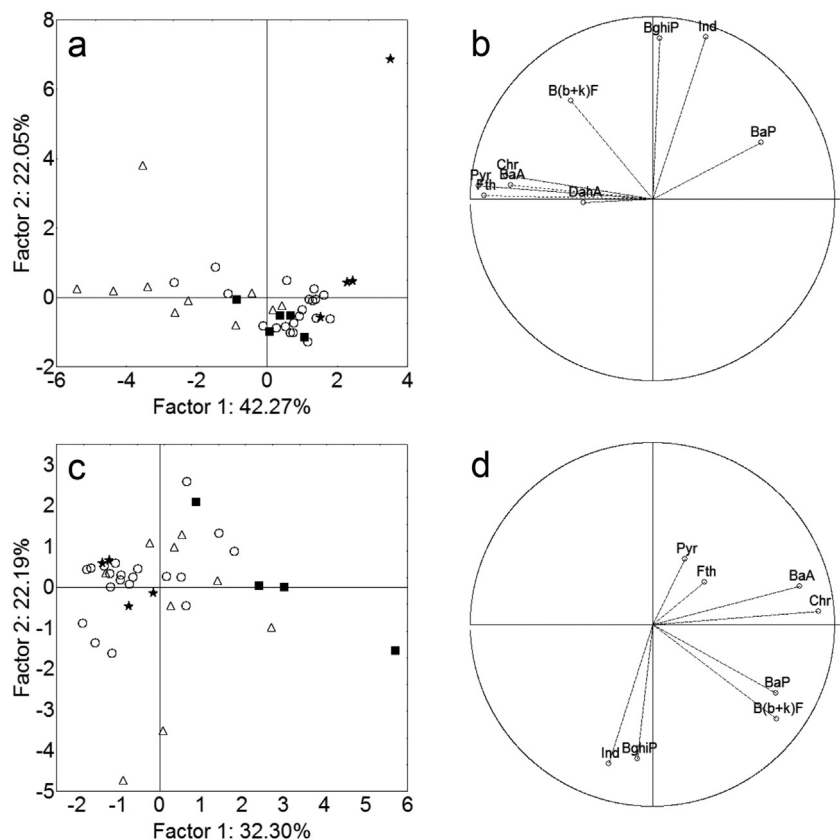 a
8
6
4
2
0
-2
-6
-4
-2
0
2
4
Factor 2: 22.05%
Factor 1: 42.27%
b
BghiP
Ind
B(b+k)F
BaP
Chr
BaA
Pyr
Fth
DahA
c
3
2
1
0
-1
-2
-3
-4
-5
-2
-1
0
1
2
3
4
5
6
Factor 2: 22.19%
Factor 1: 32.30%
d
Pyr
Fth
BaA
Chr
BaP
B(b+k)F
Ind
BghiP